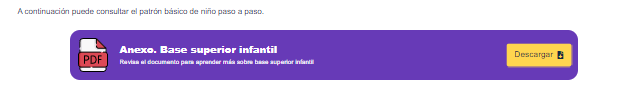 A continuación puede consultar el patrón básico de niño paso a paso.
Anexo. Base superior infantil
PDF
Revisa el documento para aprender más sobre base superior infantil
Descargar